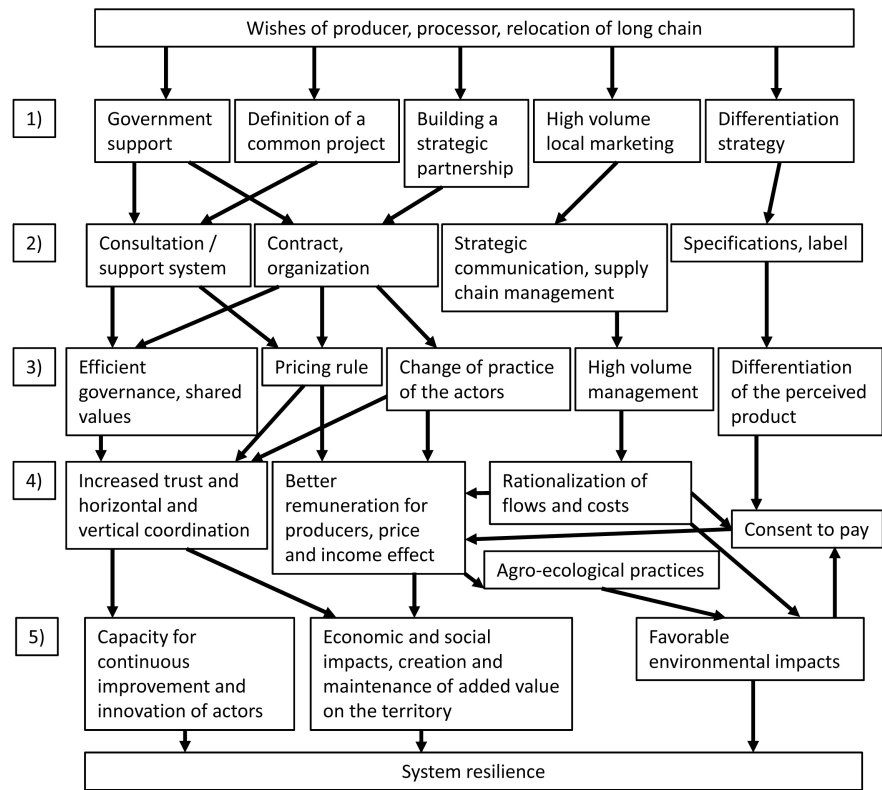 Wishes of producer, processor, relocation of long chain
1)
Government
support
Definition of a
common project
Building a
strategic
partnership
High volume
local marketing
Differentiation
strategy
2)
Consultation /
support system
Contract,
organization
Strategic
communication, supply
chain management
Specifications, label
3)
Efficient
governance, shared
values
Pricing rule
Change of practice
of the actors
High volume
management
Differentiation
of the perceived
product
4)
Increased trust and
horizontal and
vertical coordination
Better
remuneration for
producers, price
and income effect
Rationalization of
flows and costs
Consent to pay
Agro-ecological practices
5)
Capacity for
continuous
improvement and
innovation of actors
Economic and social
impacts, creation and
maintenance of added value
on the territory
Favorable
environmental impacts
System resilience